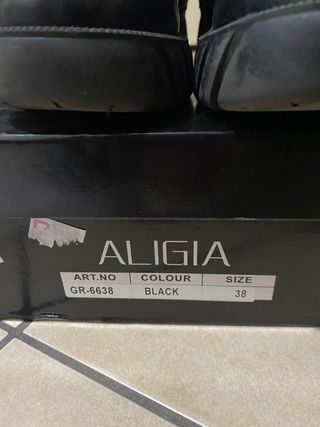 ALIGIA
ART.NO COLOUR SIZE
GR-6638 BLACK 38